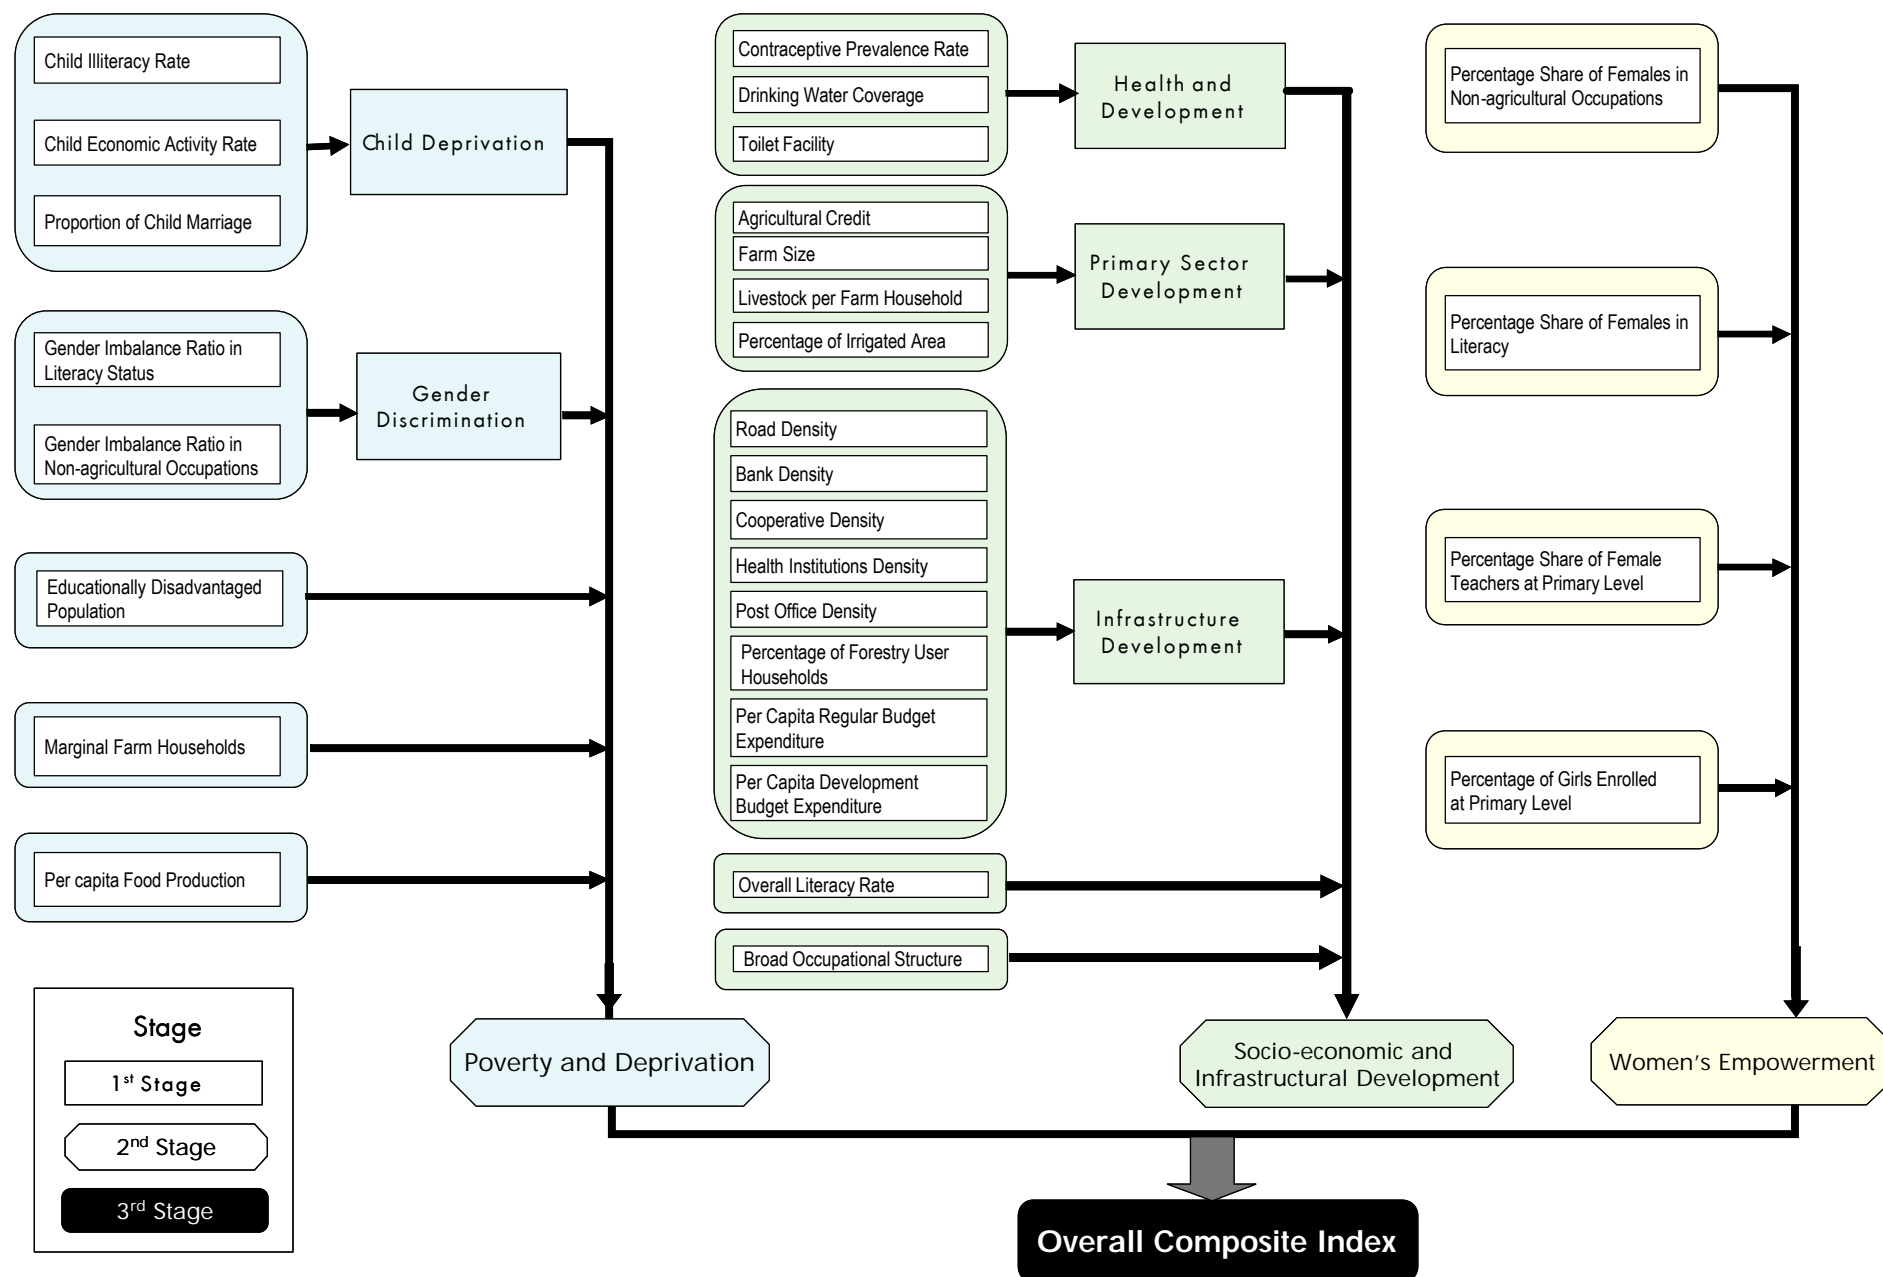 Child Illiteracy Rate
Child Economic Activity Rate
Proportion of Child Marriage
Child Deprivation
Gender Imbalance Ratio in
Literacy Status
Gender Imbalance Ratio in
Non-agricultural Occupations
Gender
Discrimination
Educationally Disadvantaged
Population
Marginal Farm Households
Per capita Food Production
Contraceptive Prevalence Rate
Drinking Water Coverage
Toilet Facility
Health and
Development
Agricultural Credit
Farm Size
Livestock per Farm Household
Percentage of Irrigated Area
Primary Sector
Development
Road Density
Bank Density
Cooperative Density
Health Institutions Density
Post Office Density
Percentage of Forestry User
Households
Per Capita Regular Budget
Expenditure
Per Capita Development
Budget Expenditure
Infrastructure
Development
Overall Literacy Rate
Broad Occupational Structure
Percentage Share of Females in
Non-agricultural Occupations
Percentage Share of Females in
Literacy
Percentage Share of Female
Teachers at Primary Level
Percentage of Girls Enrolled
at Primary Level
Stage
1st Stage
2nd Stage
3rd Stage
Poverty and Deprivation
Socio-economic and
Infrastructural Development
Women's Empowerment
Overall Composite Index